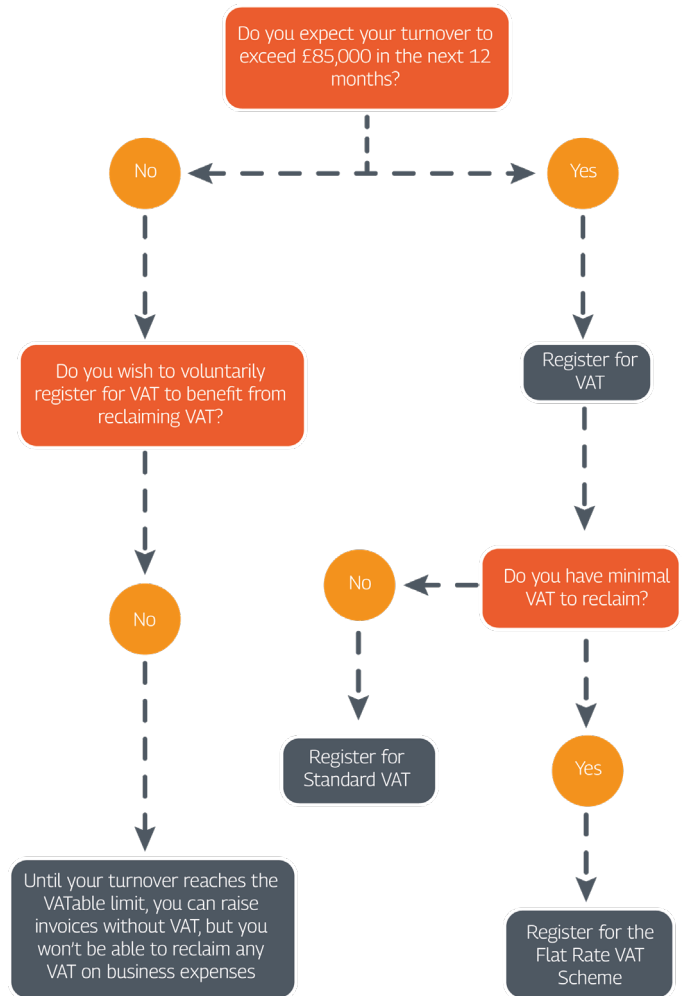 Do you expect your turnover to
exceed £85,000 in the next 12
months?
No
Yes
Do you wish to voluntarily
register for VAT to benefit from
reclaiming VAT?
Register for
VAT
No
Do you have minimal
VAT to reclaim?
No
Register for
Standard VAT
Yes
Until your turnover reaches the
VATable limit, you can raise
invoices without VAT, but you
won't be able to reclaim any
VAT on business expenses
Register for the
Flat Rate VAT
Scheme